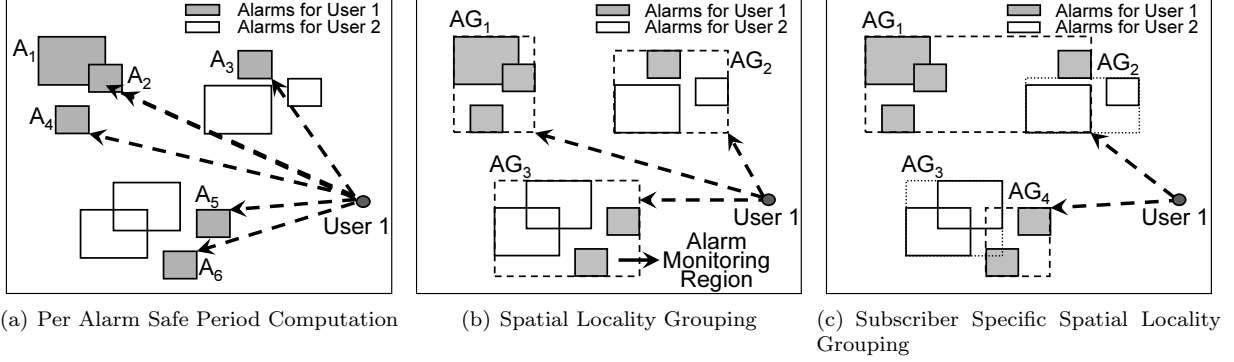 Alarms for User 1
Alarms for User 2
A1
A2
A3
A4
A5
A6
User 1
(a) Per Alarm Safe Period Computation
Alarms for User 1
Alarms for User 2
AG1
AG2
AG3
User 1
Alarm
Monitoring
Region
(b) Spatial Locality Grouping
Alarms for User 1
Alarms for User 2
AG1
AG2
AG3
AG4
User 1
(c) Subscriber Specific Spatial Locality
Grouping